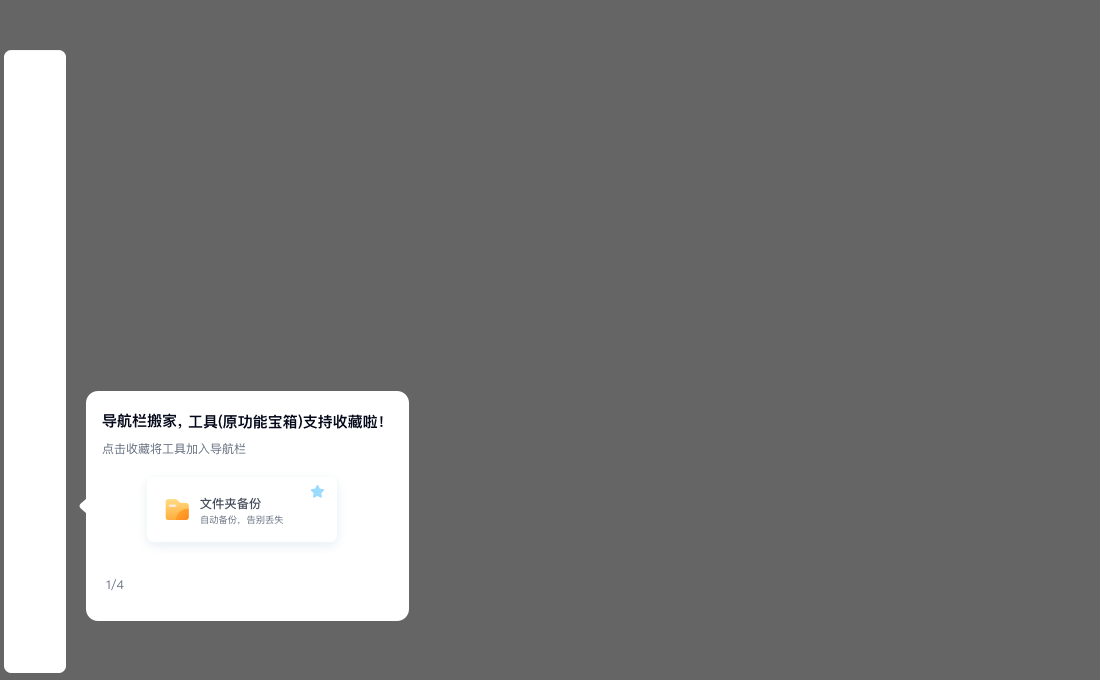 导航栏搬家，工具(原功能宝箱)支持收藏啦！
点击收藏将工具加入导航栏
文件夹备份
自动备份，告别丢失
1/4